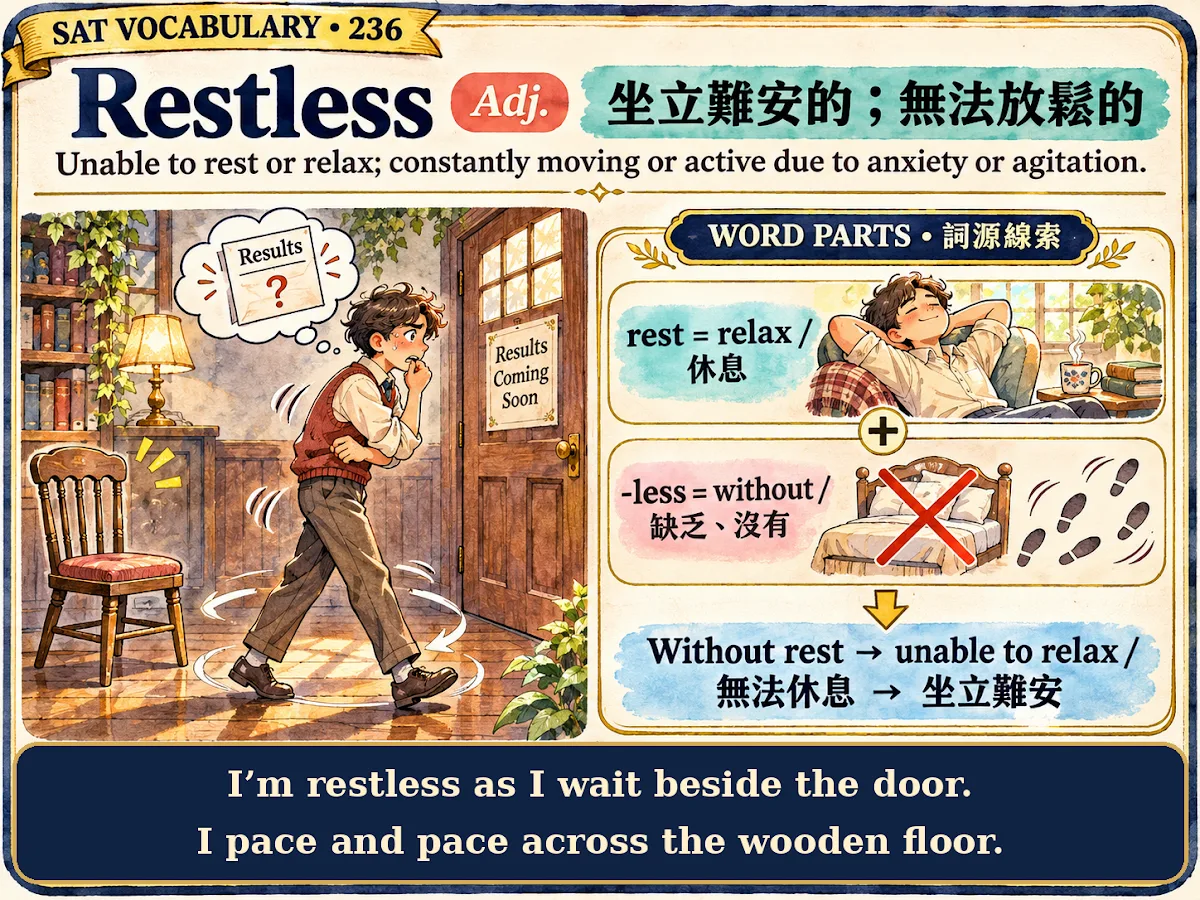 SAT VOCABULARY • 236
Restless Adj. 坐立難安的；無法放鬆的
Unable to rest or relax; constantly moving or active due to anxiety or agitation.
Results
?
Results
Coming
Soon
WORD PARTS • 詞源線索
rest = relax /
休息
+
-less = without /
缺乏、沒有
Without rest → unable to relax /
無法休息 → 坐立難安
I’m restless as I wait beside the door.
I pace and pace across the wooden floor.